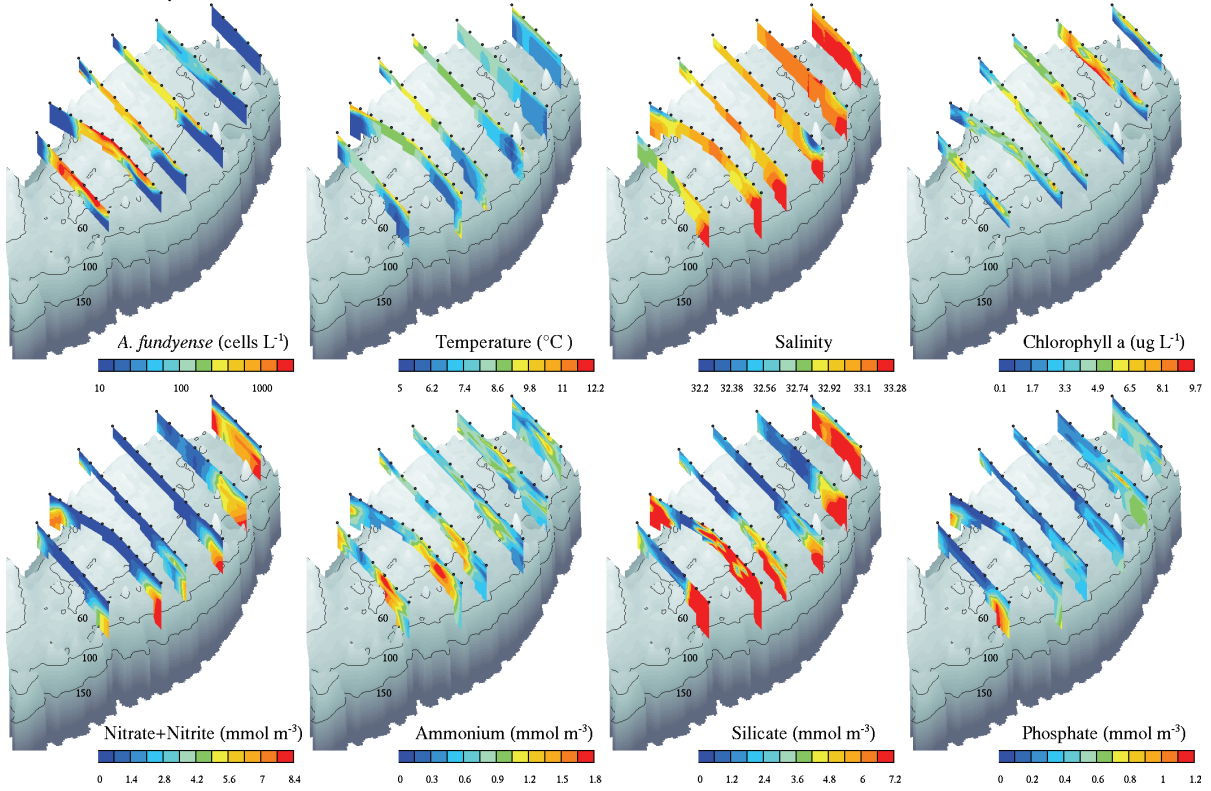 60
100
150
A. fundyense (cells L-1)
10 100 1000
60
100
150
Temperature (°C )
5 6.2 7.4 8.6 9.8 11 12.2
60
100
150
Salinity
32.2 32.38 32.56 32.74 32.92 33.1 33.28
60
100
150
Chlorophyll a (ug L-1)
0.1 1.7 3.3 4.9 6.5 8.1 9.7
60
100
150
Nitrate+Nitrite (mmol m-3)
0 1.4 2.8 4.2 5.6 7 8.4
60
100
150
Ammonium (mmol m-3)
0 0.3 0.6 0.9 1.2 1.5 1.8
60
100
150
Silicate (mmol m-3)
0 1.2 2.4 3.6 4.8 6 7.2
60
100
150
Phosphate (mmol m-3)
0 0.2 0.4 0.6 0.8 1 1.2